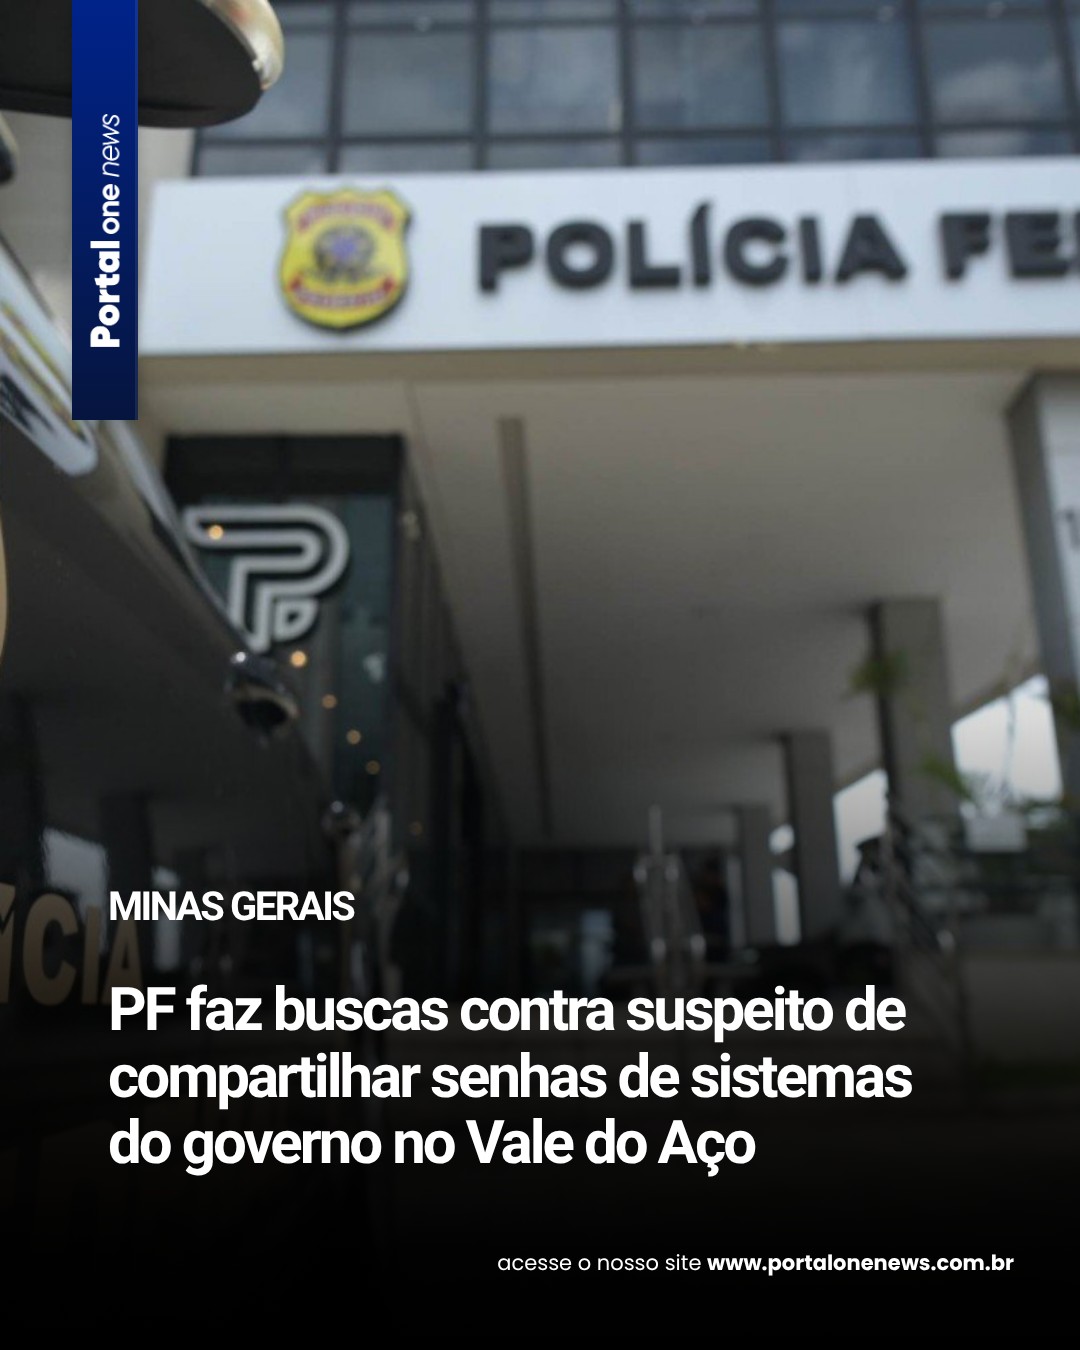 Portal one news
POLÍCIA FE
ÍCIA
MINAS GERAIS
PF faz buscas contra suspeito de
compartilhar senhas de sistemas
do governo no Vale do Aço
acesse o nosso site www.portalonenews.com.br